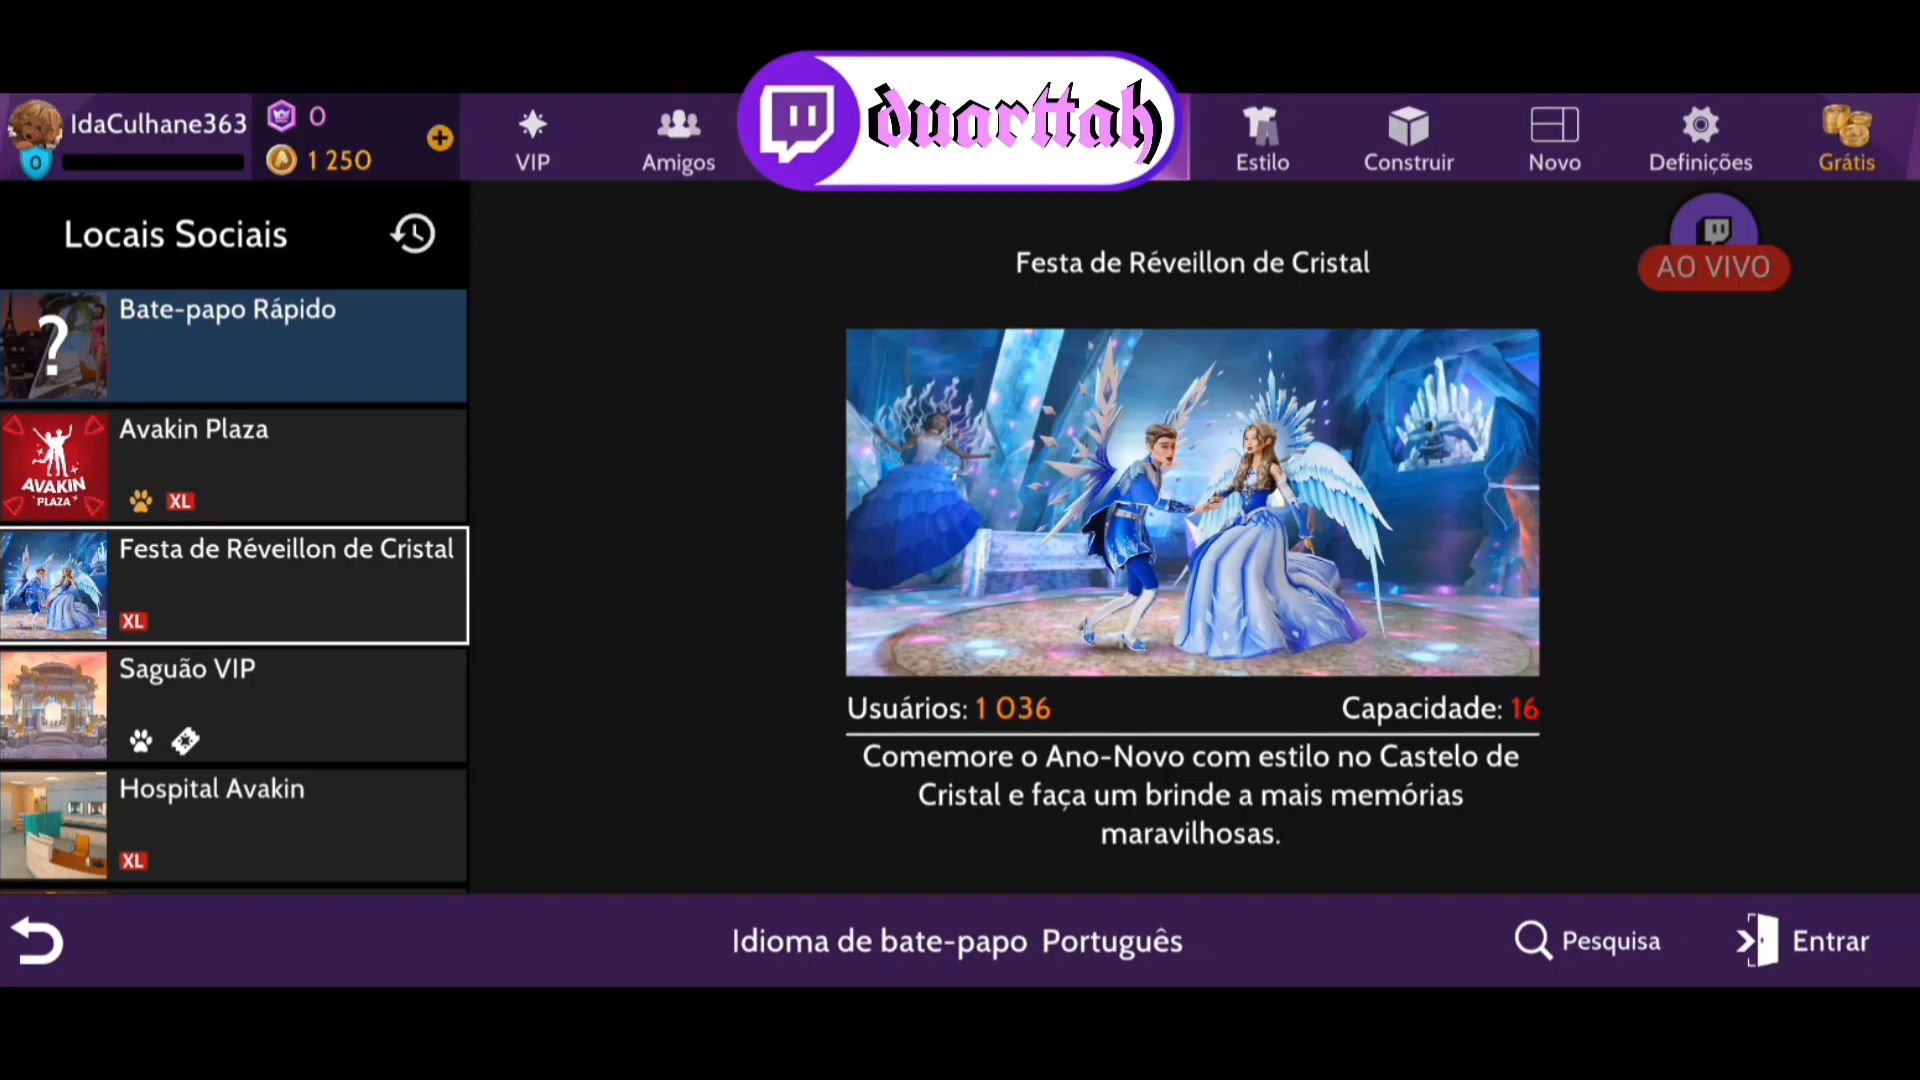 IdaCulhane363
0
0
1 250
VIP
Amigos
duarttah
Estilo
Construir
Novo
Definições
Grátis
Locais Sociais
AO VIVO
Festa de Réveillon de Cristal
?
Bate-papo Rápido
AVAKIN
PLAZA
Avakin Plaza
XL
Festa de Réveillon de Cristal
XL
Saguão VIP
Hospital Avakin
XL
Usuários: 1 036
Capacidade: 16
Comemore o Ano-Novo com estilo no Castelo de
Cristal e faça um brinde a mais memórias
maravilhosas.
Idioma de bate-papo Português
Pesquisa
Entrar